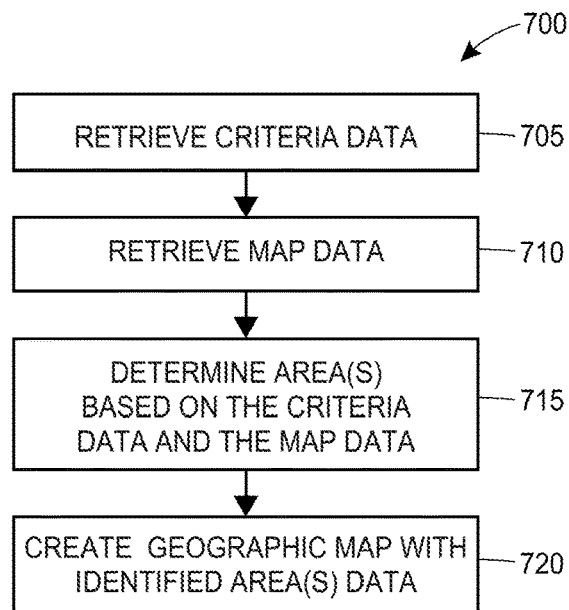 700
RETRIEVE CRITERIA DATA
705
RETRIEVE MAP DATA
710
DETERMINE AREA(S)
BASED ON THE CRITERIA
DATA AND THE MAP DATA
715
CREATE GEOGRAPHIC MAP WITH
IDENTIFIED AREA(S) DATA
720